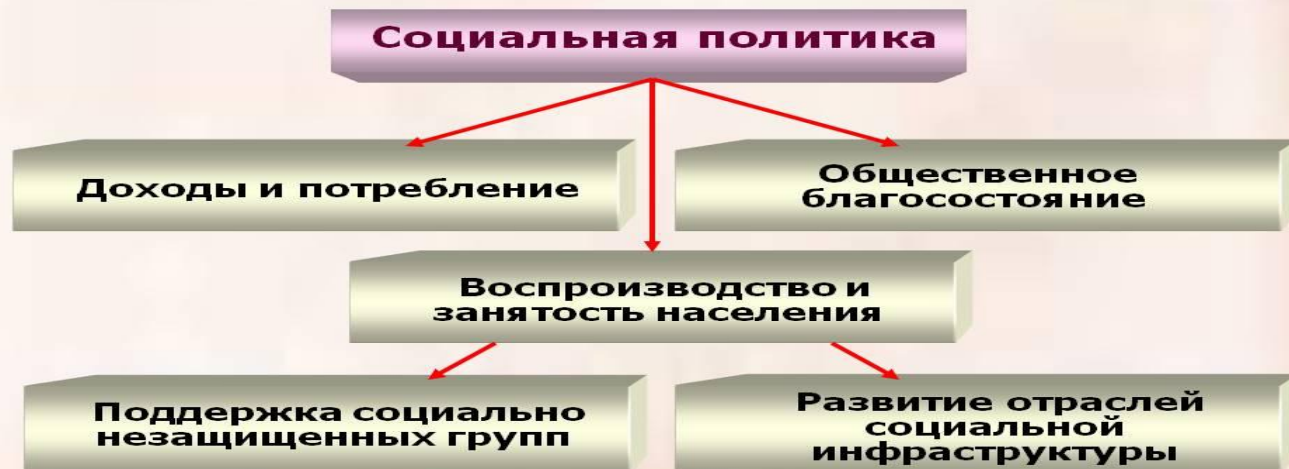 Социальная политика
Доходы и потребление
Общественное
благосостояние
Воспроизводство и
занятость населения
Поддержка социально
незащищенных групп
Развитие отраслей
социальной
инфраструктуры